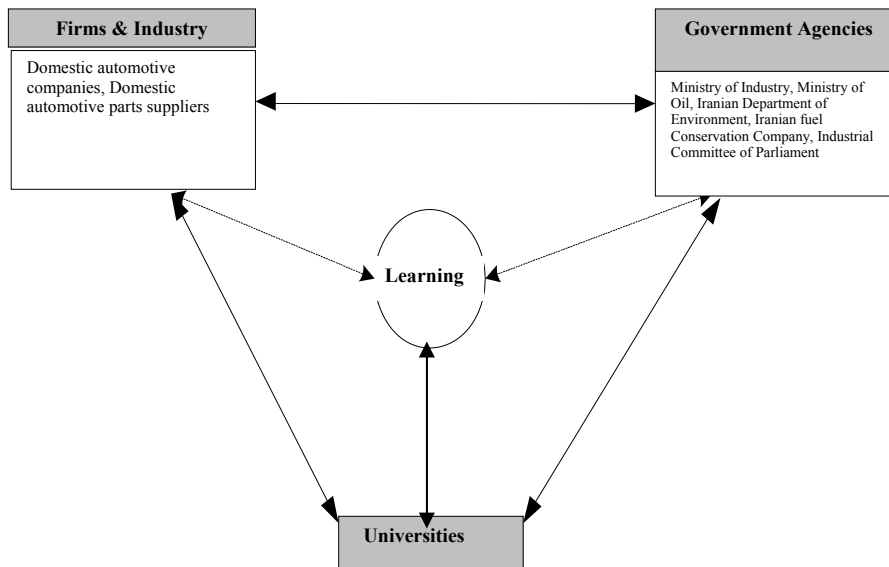 Firms & Industry
Domestic automotive
companies, Domestic
automotive parts suppliers
Government Agencies
Ministry of Industry, Ministry of
Oil, Iranian Department of
Environment, Iranian fuel
Conservation Company, Industrial
Committee of Parliament
Learning
Universities